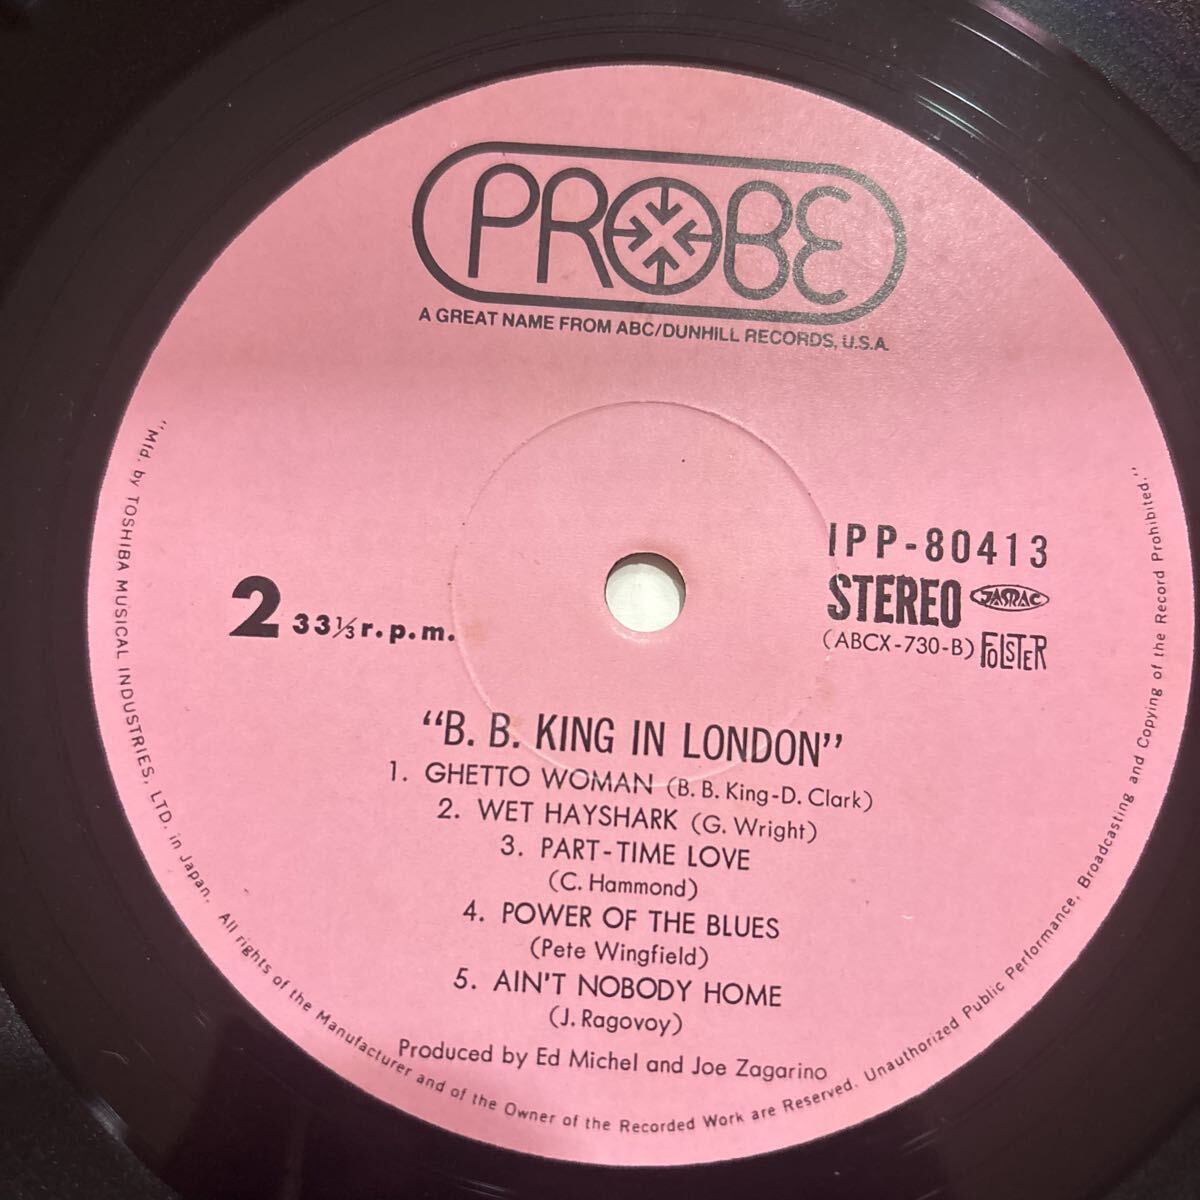 PROBE
A GREAT NAME FROM ABC/DUNHILL RECORDS, U.S.A.
IPP-80413
STEREO JASRAC
(ABCX-730-B) FOLSTER
2 33 1/3 r.p.m.
"B. B. KING IN LONDON"
1. GHETTO WOMAN (B. B. King-D. Clark)
2. WET HAYSHARK (G. Wright)
3. PART-TIME LOVE
(C. Hammond)
4. POWER OF THE BLUES
(Pete Wingfield)
5. AIN'T NOBODY HOME
(J. Ragovoy)
Produced by Ed Michel and Joe Zagarino
"Mfd. by TOSHIBA MUSICAL INDUSTRIES, LTD. in Japan. All rights of the Manufacturer and of the Owner of the Recorded Work are Reserved. Unauthorized Public Performance, Broadcasting and Copying of the Record Prohibited."